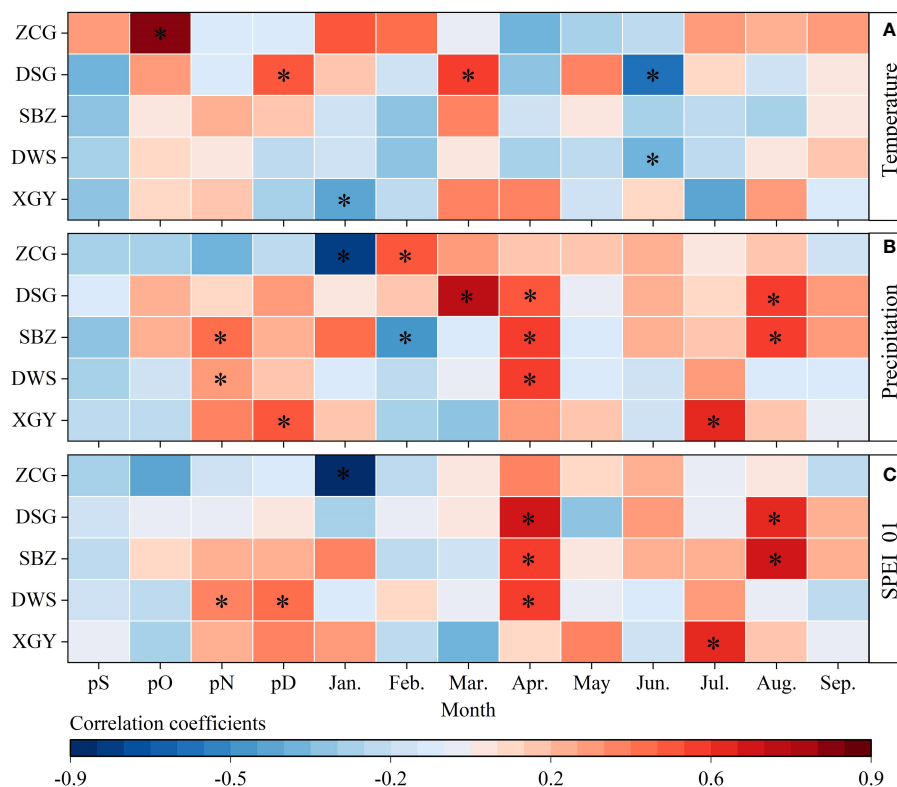 A
ZCG
*
DSG
* * *
SBZ
DWS
*
XGY
*
Temperature
B
ZCG
* *
DSG
* * *
SBZ
* * * *
DWS
* *
XGY
* *
Precipitation
C
ZCG
*
DSG
* *
SBZ
* *
DWS
* * *
XGY
*
SPEI_01
pS pO pN pD Jan. Feb. Mar. Apr. May Jun. Jul. Aug. Sep.
Month
Correlation coefficients
-0.9 -0.5 -0.2 0.2 0.6 0.9